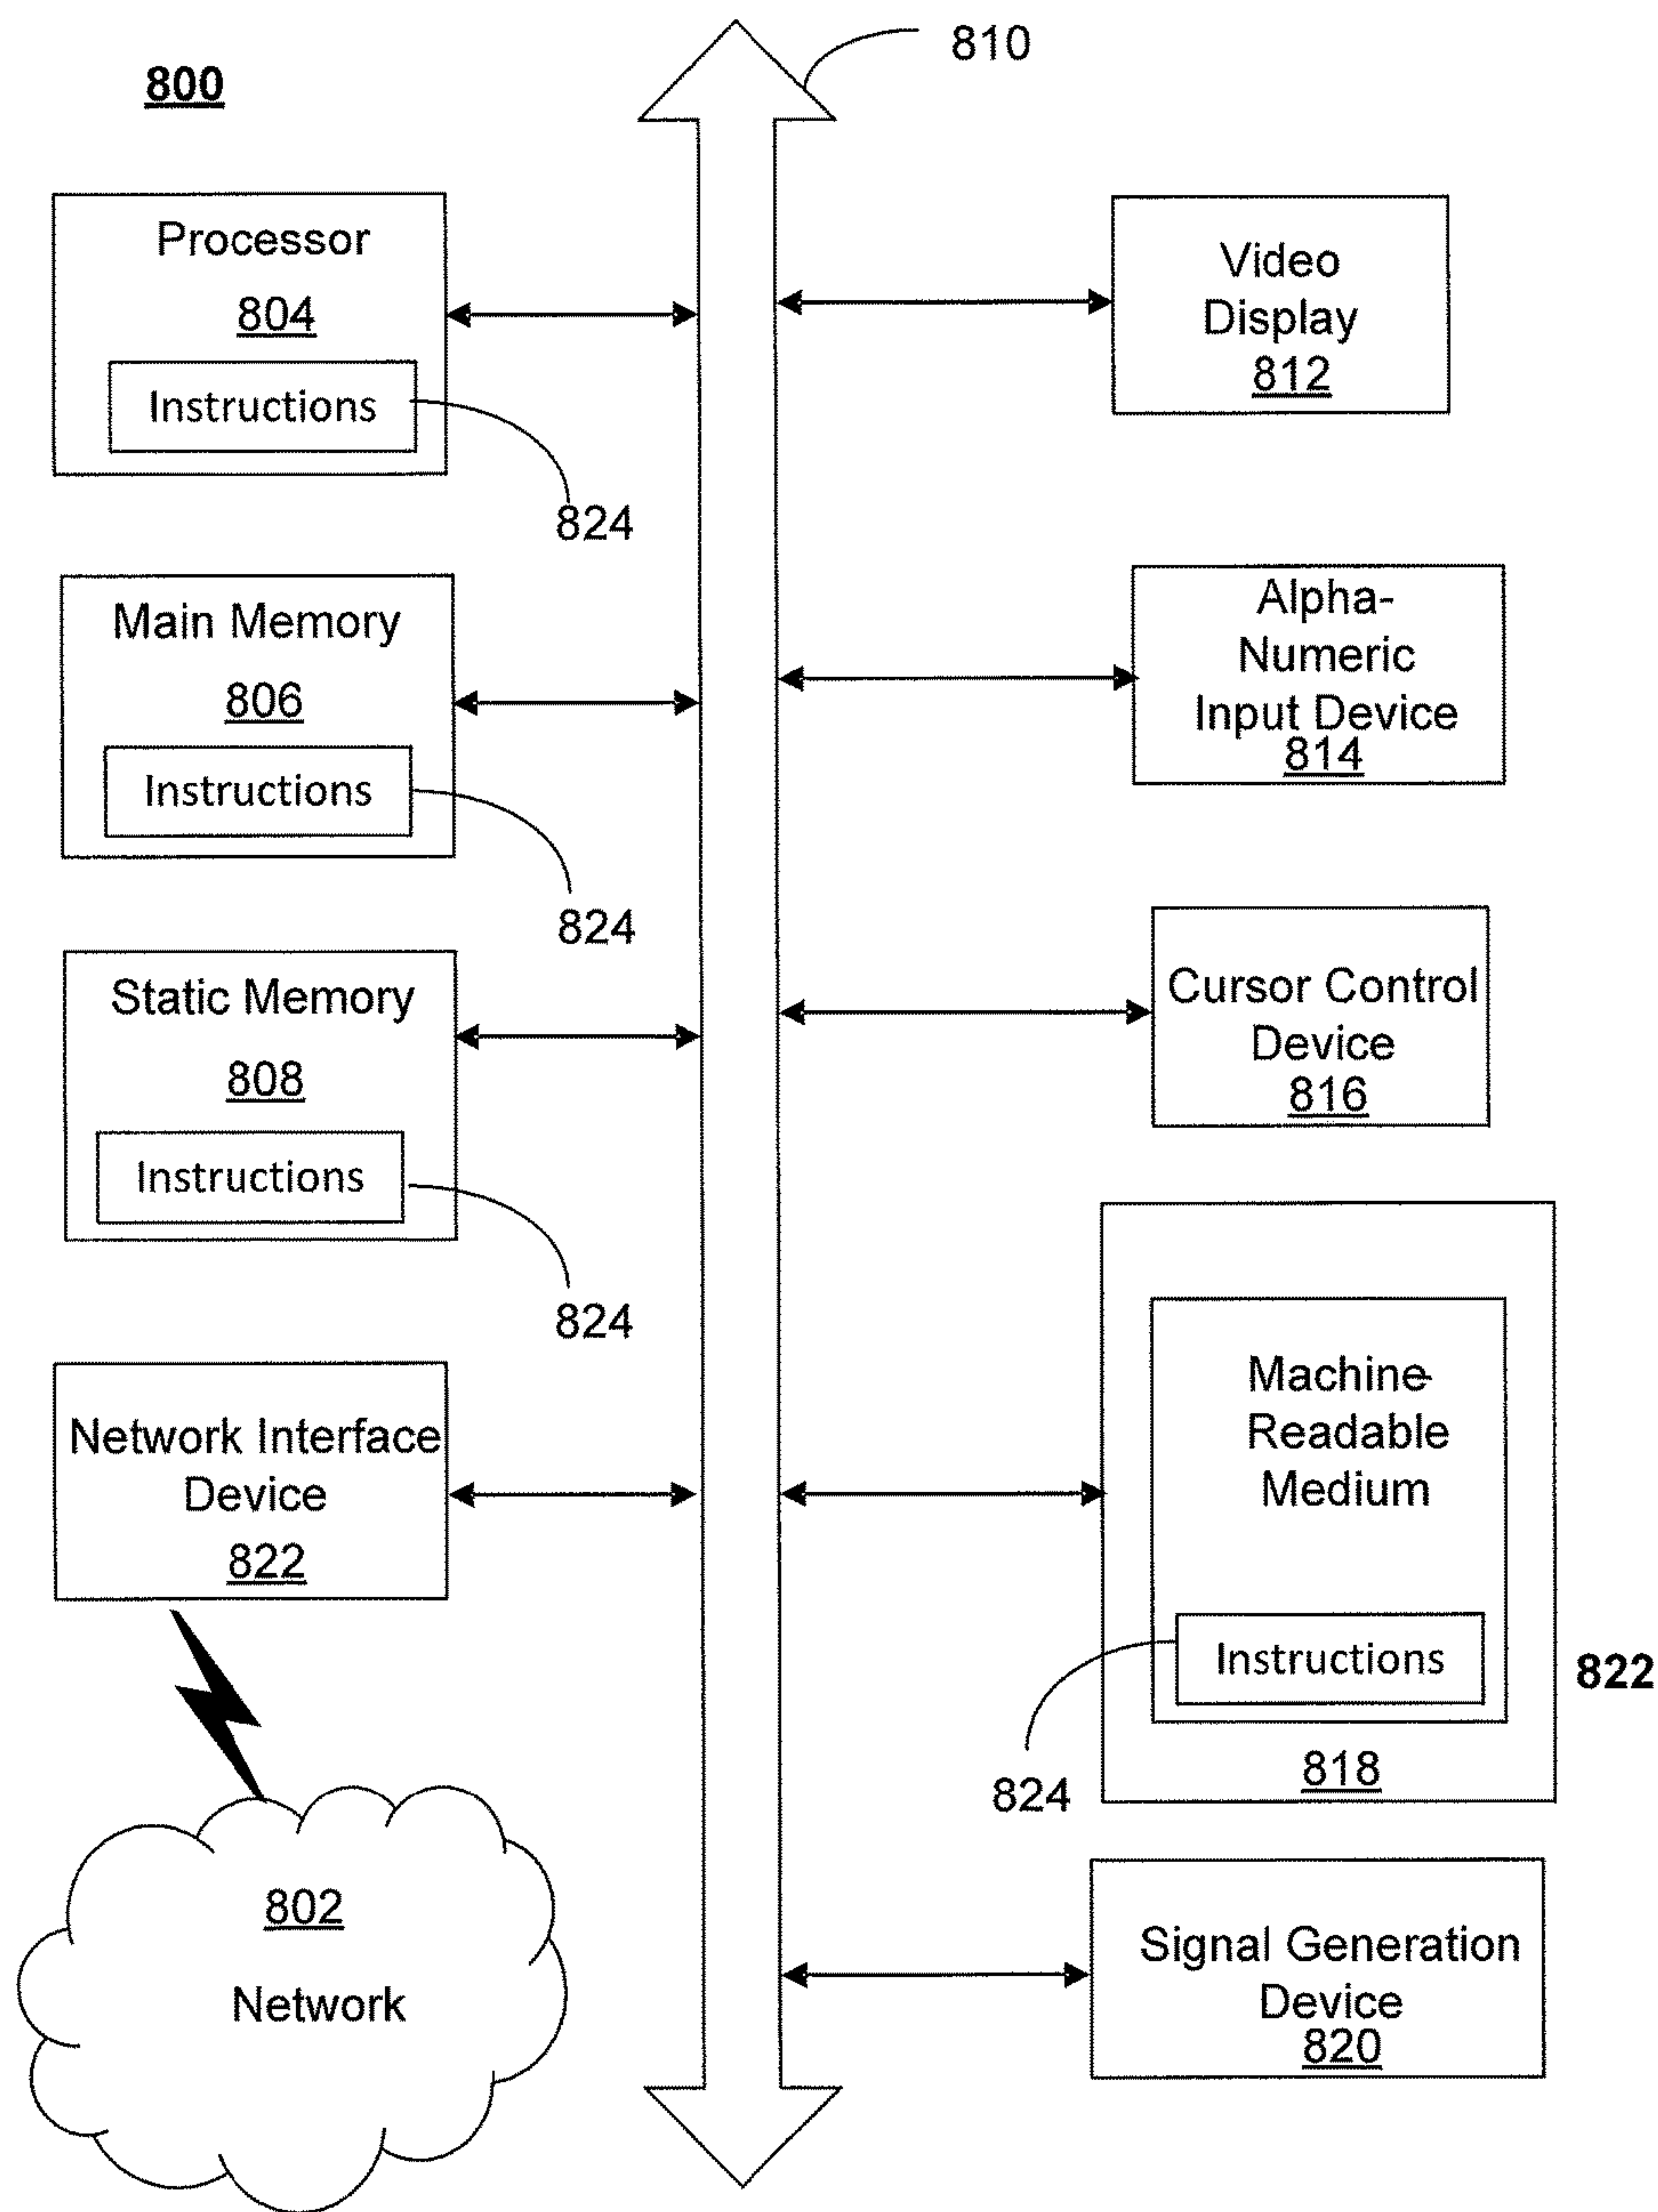 800
810
Processor
804
Instructions
824
Main Memory
806
Instructions
824
Static Memory
808
Instructions
824
Network Interface
Device
822
802
Network
Video
Display
812
Alpha-
Numeric
Input Device
814
Cursor Control
Device
816
Machine-
Readable
Medium
Instructions
824
818
822
Signal Generation
Device
820